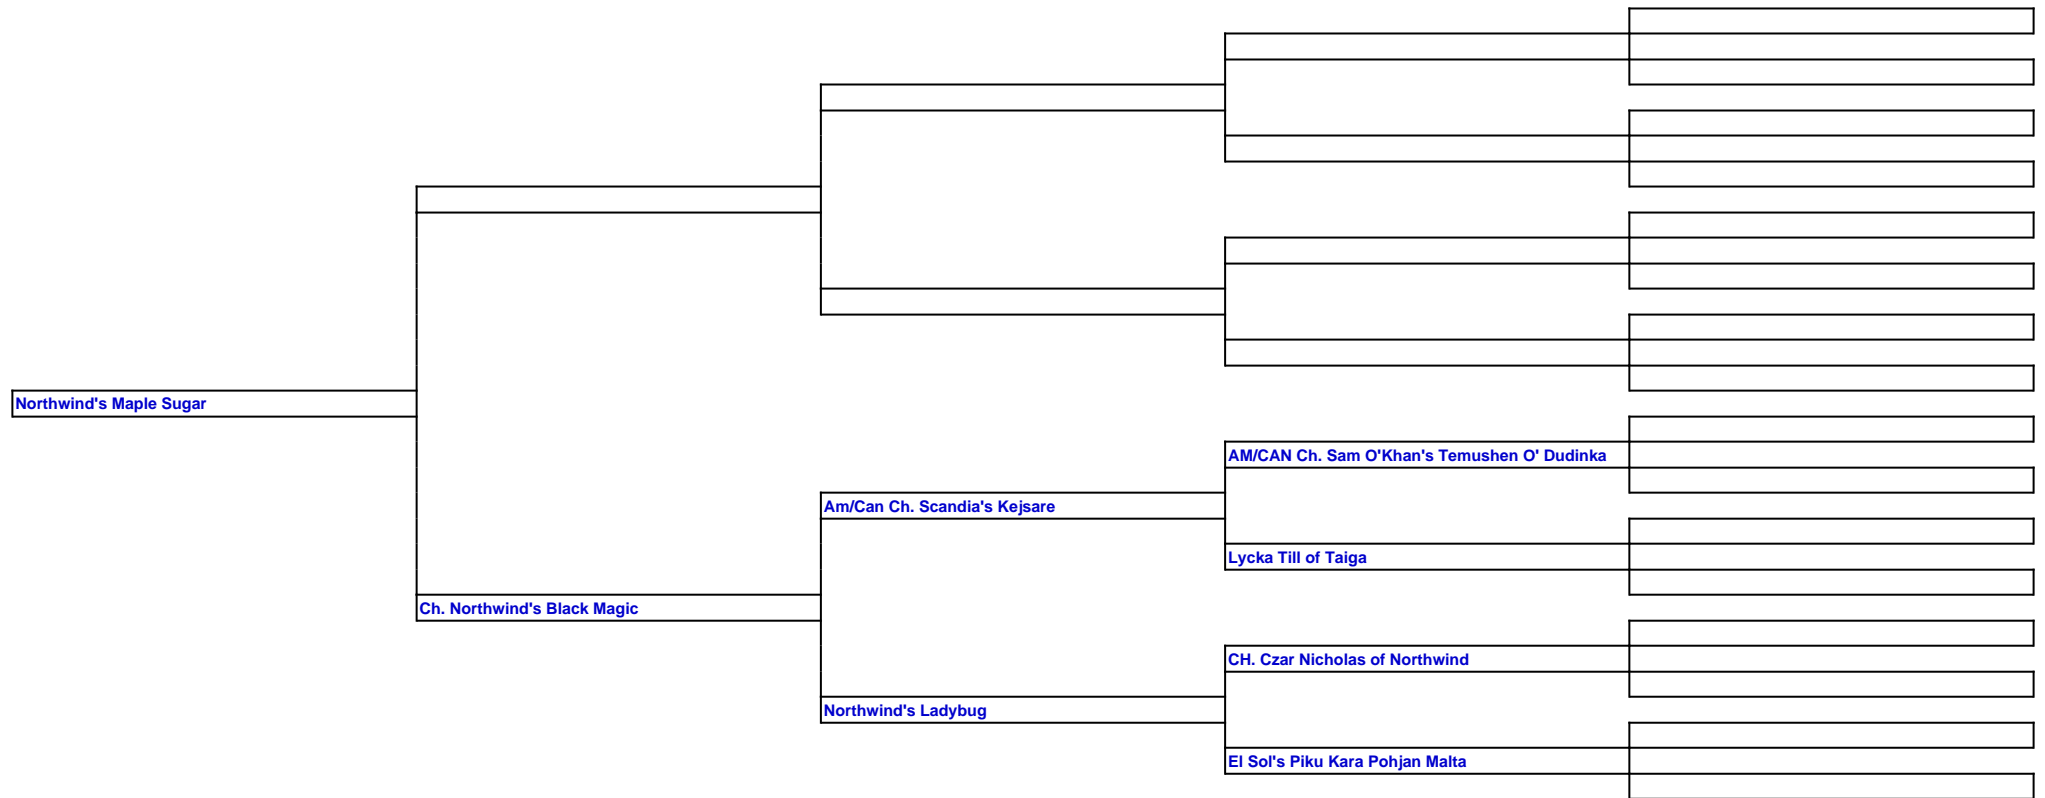 Northwind's Maple Sugar
AM/CAN Ch. Sam O'Khan's Temushen O' Dudinka
Am/Can Ch. Scandia's Kejsare
Lycka Till of Taiga
Ch. Northwind's Black Magic
CH. Czar Nicholas of Northwind
Northwind's Ladybug
El Sol's Piku Kara Pohjan Malta